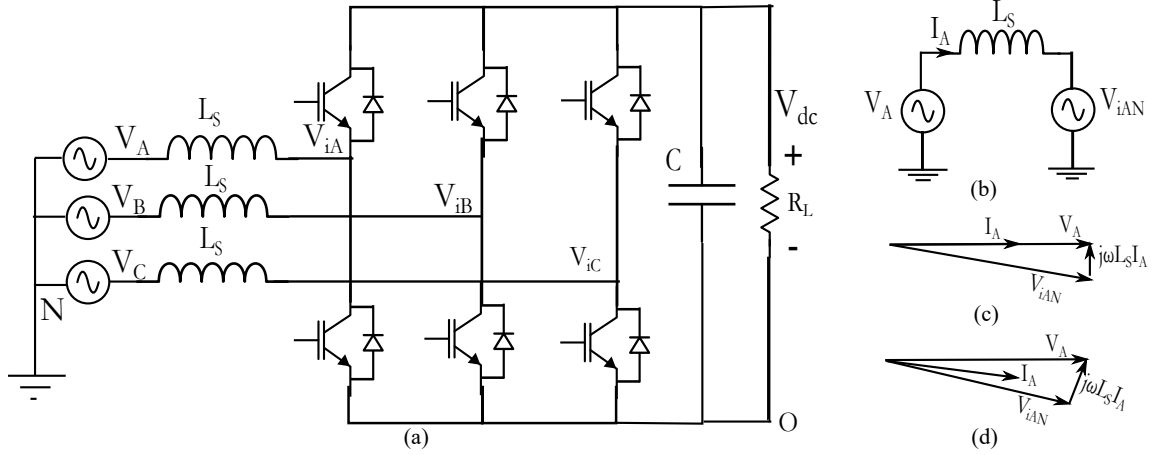 V_A L_S V_iA
V_B L_S V_iB
V_C L_S V_iC
N
C
V_dc
+
R_L
-
O
(a)
L_S
I_A
V_A
V_iAN
(b)
I_A V_A
jωL_SI_A
V_iAN
(c)
V_A
I_A
jωL_SI_A
V_iAN
(d)